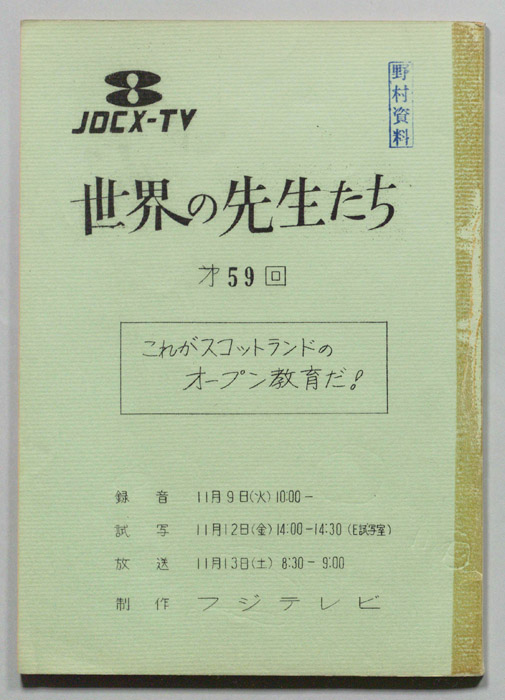 JOCX-TV
野村資料
世界の先生たち
才59回
これがスコットランドの
オープン教育だ!
録音 11月9日(火)10:00-
試写 11月12日(金)14:00-14:30(E試写室)
放送 11月13日(土) 8:30-9:00
制作 フジテレビ